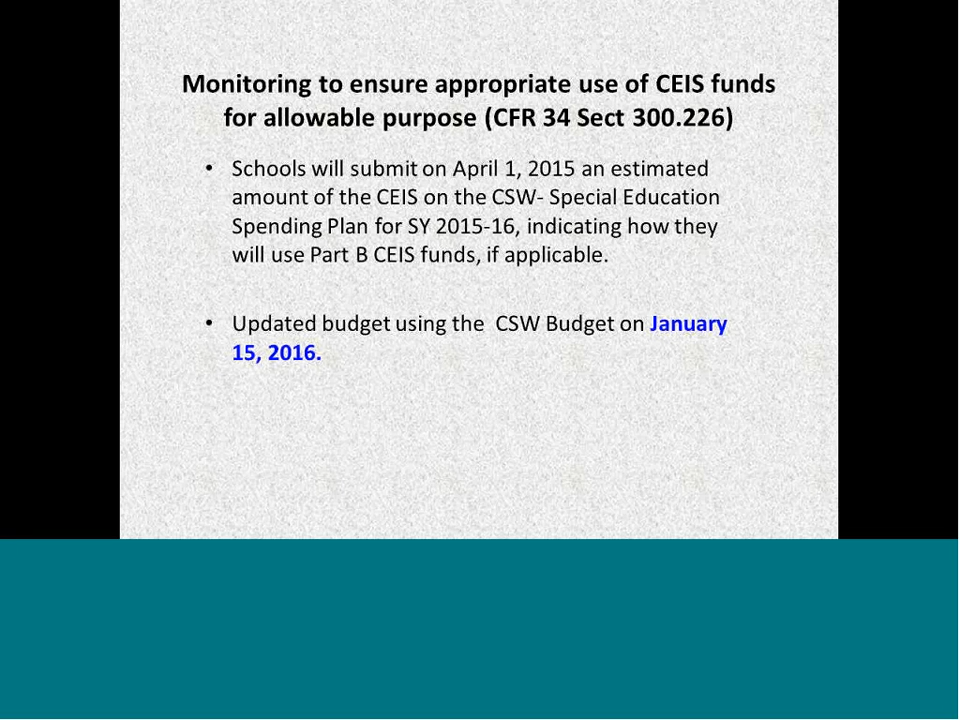 Monitoring to ensure appropriate use of CEIS funds
for allowable purpose (CFR 34 Sect 300.226)
• Schools will submit on April 1, 2015 an estimated
amount of the CEIS on the CSW- Special Education
Spending Plan for SY 2015-16, indicating how they
will use Part B CEIS funds, if applicable.
• Updated budget using the  CSW Budget on January
15, 2016.